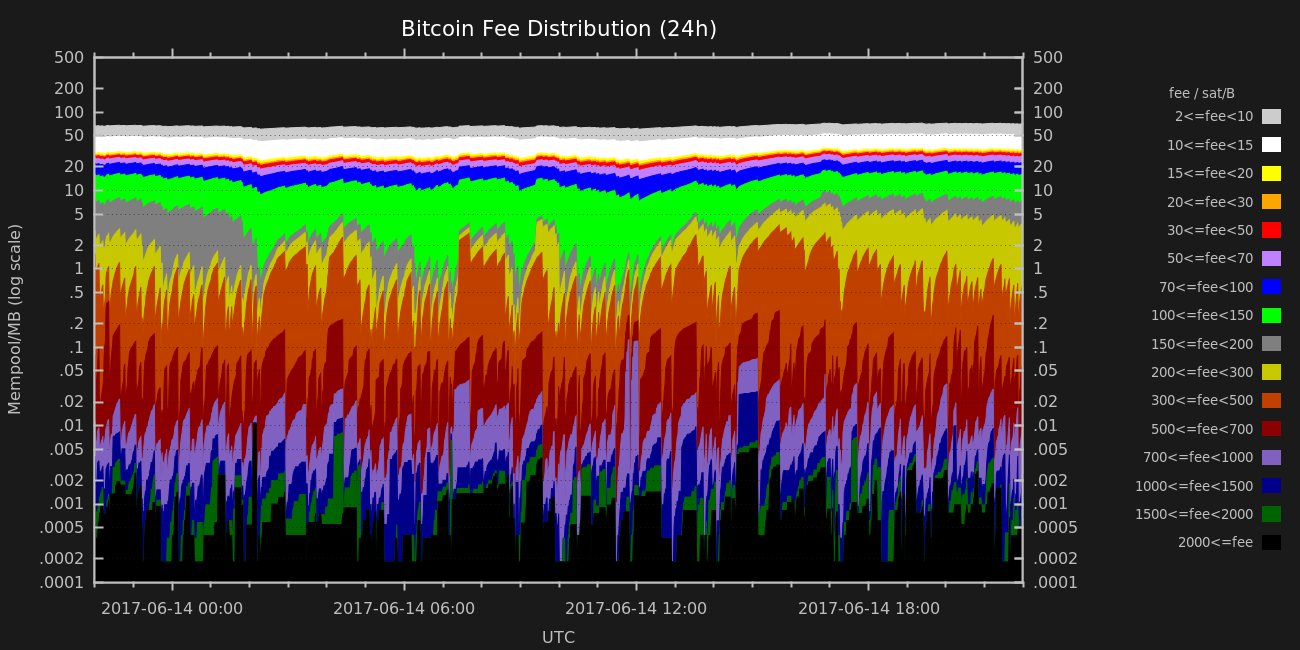 Bitcoin Fee Distribution (24h)
500
200
100
50
20
10
5
2
1
.5
.2
.1
.05
.02
.01
.005
.002
.001
.0005
.0002
.0001
Mempool/MB (log scale)
500
200
100
50
20
10
5
2
1
.5
.2
.1
.05
.02
.01
.005
.002
.001
.0005
.0002
.0001
2017-06-14 00:00
2017-06-14 06:00
2017-06-14 12:00
2017-06-14 18:00
UTC
fee / sat/B
2<=fee<10
10<=fee<15
15<=fee<20
20<=fee<30
30<=fee<50
50<=fee<70
70<=fee<100
100<=fee<150
150<=fee<200
200<=fee<300
300<=fee<500
500<=fee<700
700<=fee<1000
1000<=fee<1500
1500<=fee<2000
2000<=fee